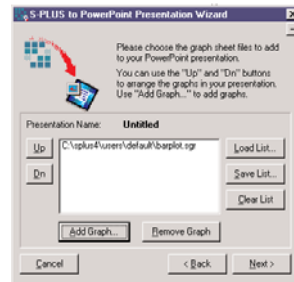 S-PLUS to PowerPoint Presentation Wizard
Please choose the graph sheet files to add
to your PowerPoint presentation.
You can use the "Up" and "Dn" buttons
to arrange the graphs in your presentation.
Use "Add Graph..." to add graphs.
Presentation Name: Untitled
Up
C:\splus4\users\default\barplot.sgr
Load List...
Dn
Save List...
Clear List
Add Graph...
Remove Graph
Cancel
< Back
Next >